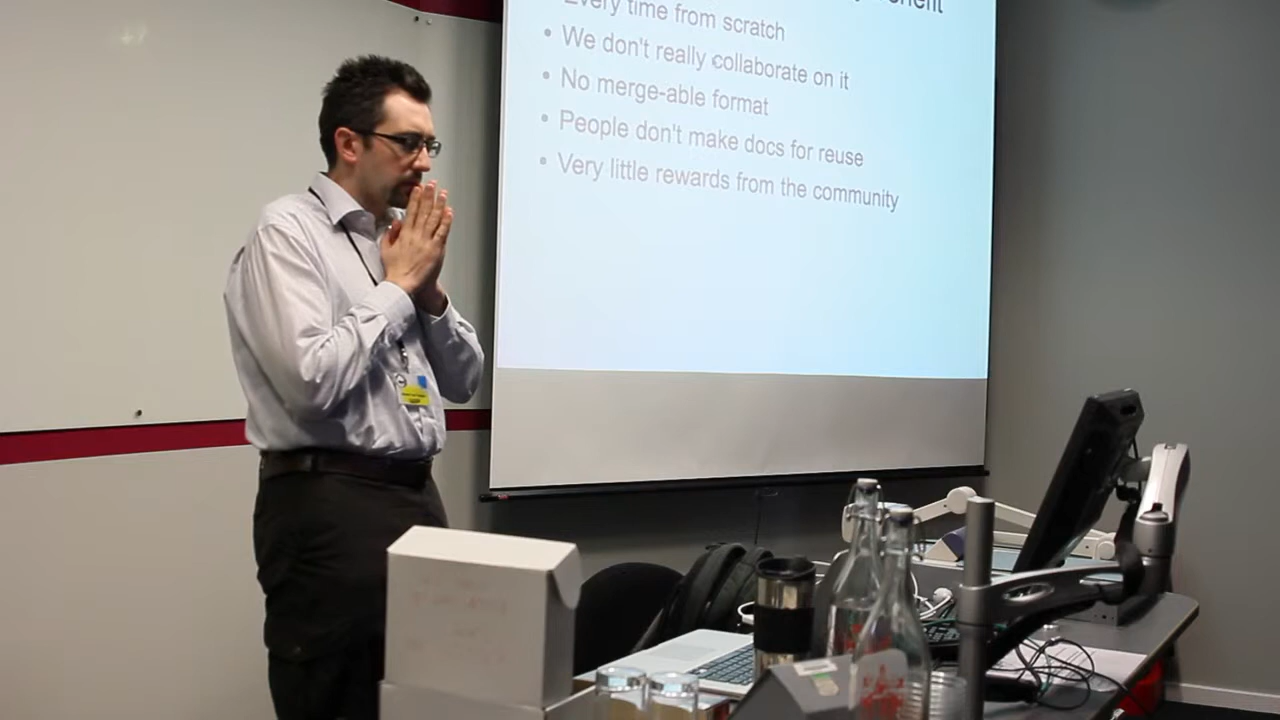 Every time from scratch
• We don't really collaborate on it
• No merge-able format
• People don't make docs for reuse
• Very little rewards from the community